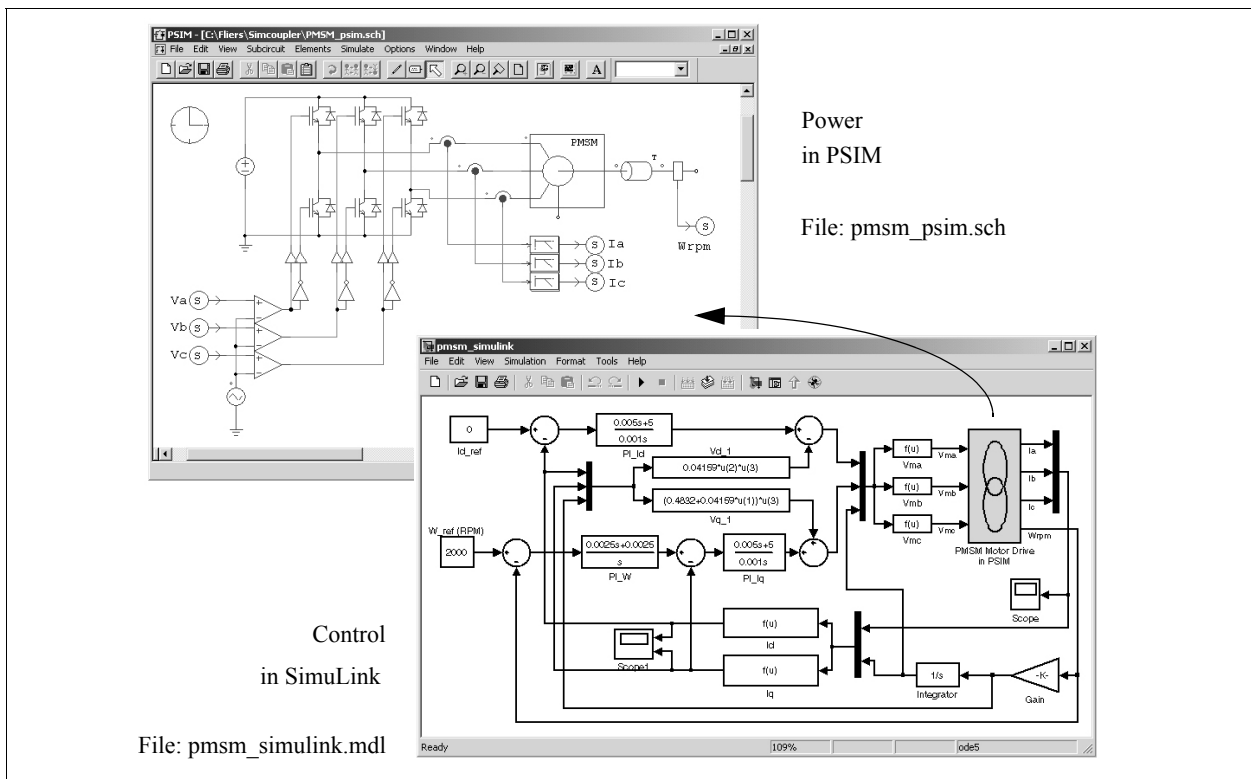 PSIM - [C:\Fliers\Simcoupler\PMSM_psim.sch]
File Edit View Subcircuit Elements Simulate Options Window Help
A
PMSM
T
S
Wrpm
S Ia
S Ib
S Ic
Va S
Vb S
Vc S
Power
in PSIM
File: pmsm_psim.sch
pmsm_simulink
File Edit View Simulation Format Tools Help
0
Id_ref
0.005s+5
0.001s
PI_Id
Vd_1
0.04159*u(2)*u(3)
(0.4832+0.04159*u(1))*u(3)
Vq_1
W_ref (RPM)
2000
0.0025s+0.0025
s
PI_W
0.005s+5
0.001s
PI_Iq
f(u)
Vma
Vma
f(u)
Vmb
Vmb
f(u)
Vmc
Vmc
Ia
Ib
Ic
Wrpm
PMSM Motor Drive
in PSIM
Scope
f(u)
Id
Scope1
f(u)
Iq
1/s
Integrator
-K-
Gain
Ready
109%
ode5
Control
in SimuLink
File: pmsm_simulink.mdl